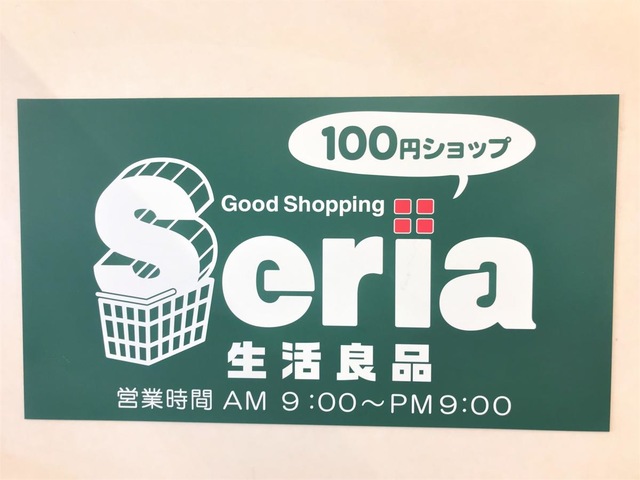 100円ショップ
Good Shopping
Seria
生活良品
営業時間 AM 9:00～PM9:00